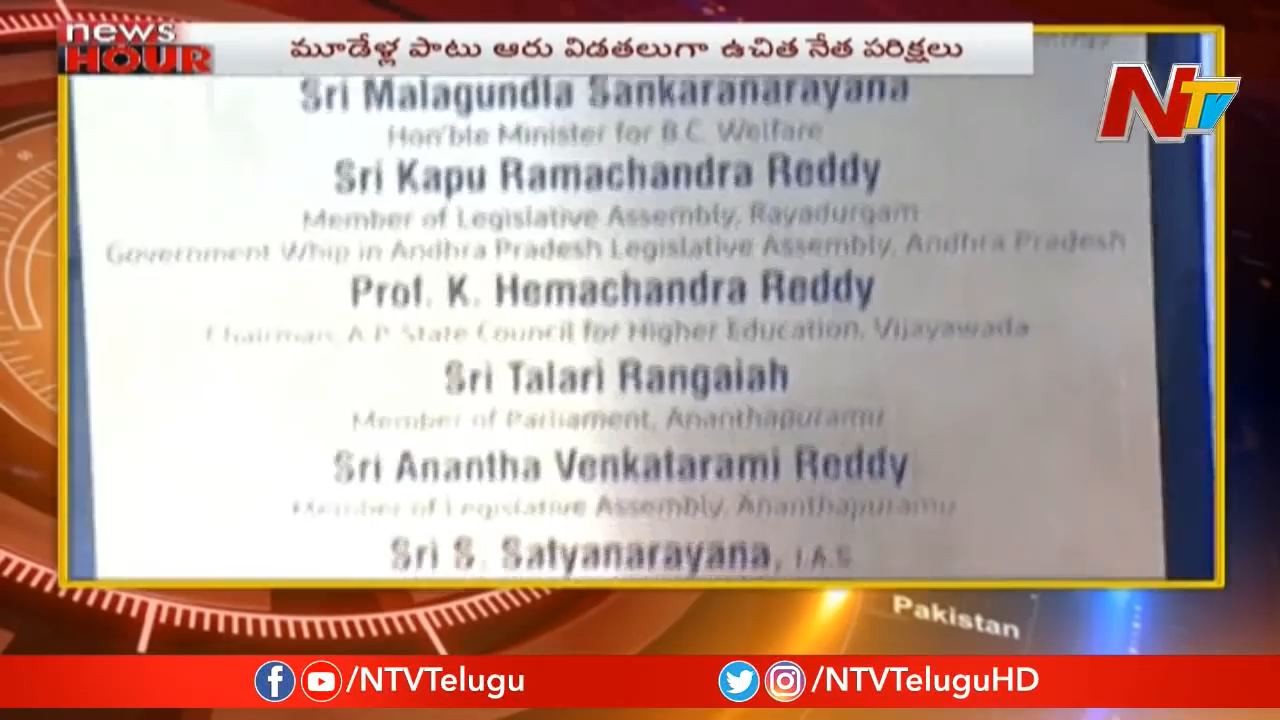 news
HOUR
మూడేళ్ల పాటు ఆరు విడతలుగా ఉచిత నేత పరిక్షలు
NTV
Sri Malagundla Sankaranarayana
Hon'ble Minister for B.C. Welfare
Sri Kapu Ramachandra Reddy
Member of Legislative Assembly, Rayadurgam
Government Whip in Andhra Pradesh Legislative Assembly, Andhra Pradesh
Prof. K. Hemachandra Reddy
Chairman, A.P. State Council for Higher Education, Vijayawada
Sri Talari Rangaiah
Member of Parliament, Ananthapuramu
Sri Anantha Venkatarami Reddy
Member of Legislative Assembly, Ananthapuramu
Sri S. Satyanarayana, I.A.S
Pakistan
/NTVTelugu
/NTVTeluguHD